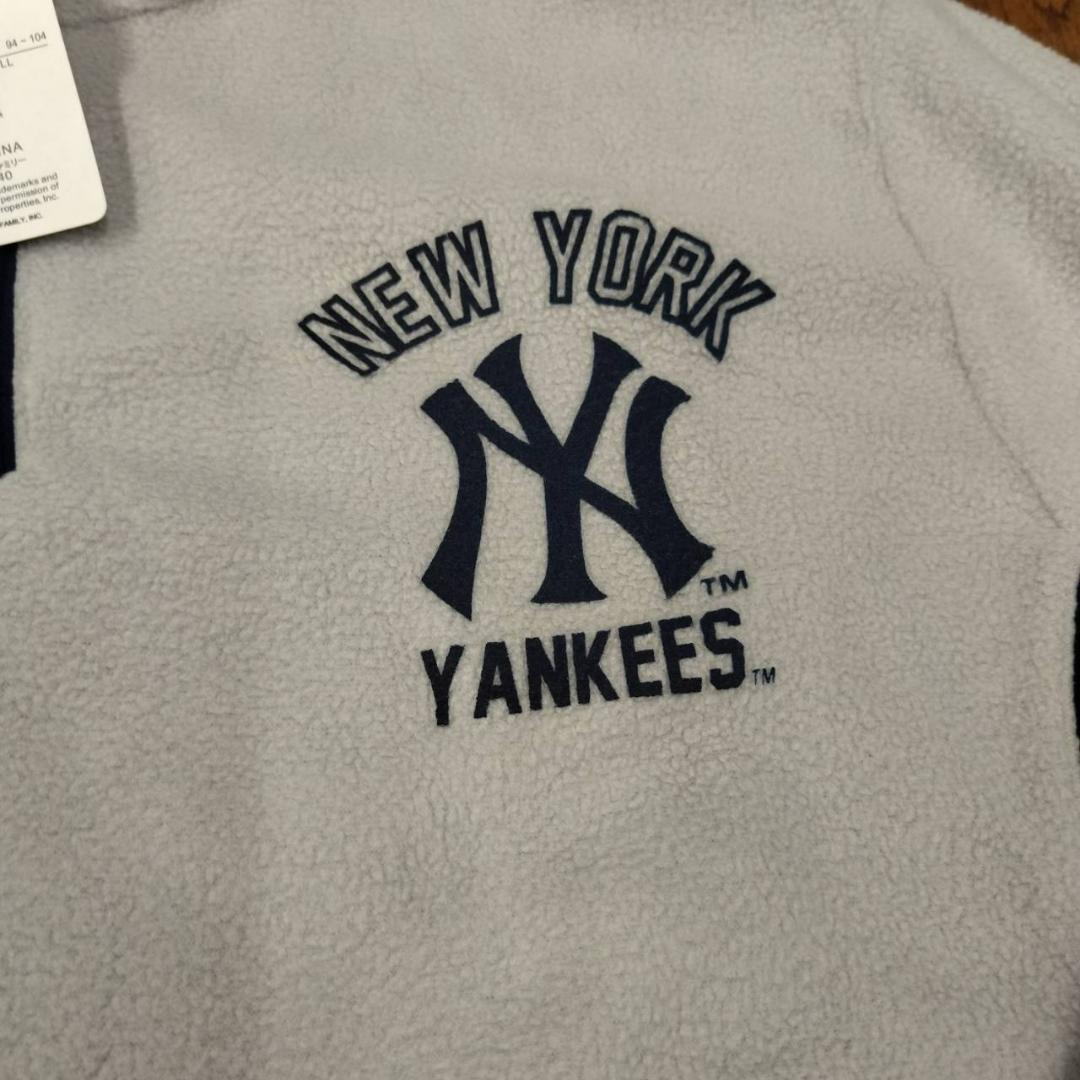 94-104
LL
NA
ミリー
40
demarks and
permission of
roperties, Inc.
FAMILY, INC.
NEW YORK
NY
TM
YANKEES TM